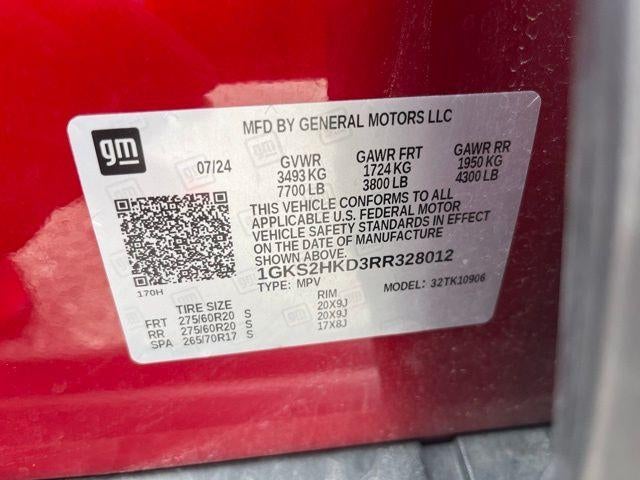 MFD BY GENERAL MOTORS LLC
gm
07/24 GVWR GAWR FRT GAWR RR
3493 KG 1724 KG 1950 KG
7700 LB 3800 LB 4300 LB
THIS VEHICLE CONFORMS TO ALL
APPLICABLE U.S. FEDERAL MOTOR
VEHICLE SAFETY STANDARDS IN EFFECT
ON THE DATE OF MANUFACTURE
SHOWN ABOVE.
1GKS2HKD3RR328012
170H TYPE: MPV MODEL: 32TK10906
TIRE SIZE RIM
FRT 275/60R20 S 20X9J
RR 275/60R20 S 20X9J
SPA 265/70R17 S 17X8J